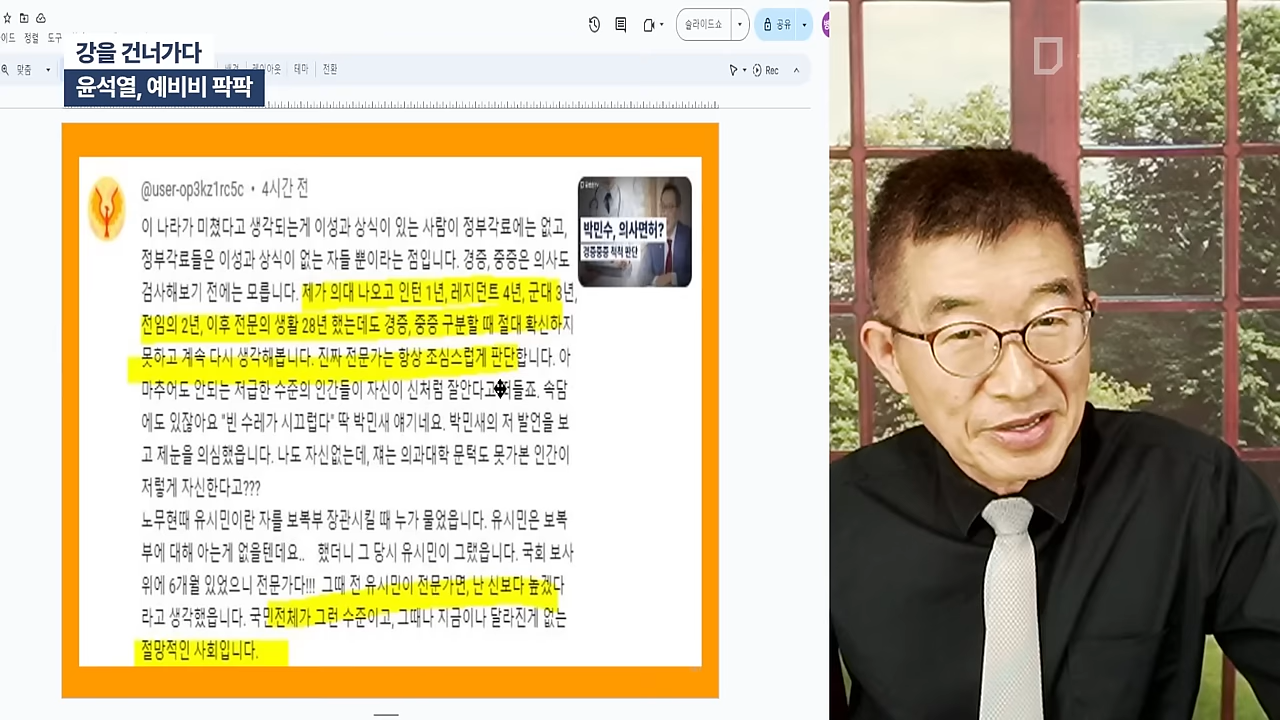 이드 정렬 도구
슬라이드쇼
공유
강을 건너가다
윤석열, 예비비 팍팍
맞춤
배경 레이아웃 테마 전환
Rec
@user-op3kz1rc5c • 4시간 전
이 나라가 미쳤다고 생각되는게 이성과 상식이 있는 사람이 정부각료에는 없고,
정부각료들은 이성과 상식이 없는 자들 뿐이라는 점입니다. 경증, 중증은 의사도
검사해보기 전에는 모릅니다. 제가 의대 나오고 인턴 1년, 레지던트 4년, 군대 3년,
전임의 2년, 이후 전문의 생활 28년 했는데도 경증, 중증 구분할 때 절대 확신하지
못하고 계속 다시 생각해봅니다. 진짜 전문가는 항상 조심스럽게 판단합니다. 아
마추어도 안되는 저급한 수준의 인간들이 자신이 신처럼 잘안다고 떠들죠. 속담
에도 있잖아요 "빈 수레가 시끄럽다" 딱 박민새 얘기네요. 박민새의 저 발언을 보
고 제눈을 의심했읍니다. 나도 자신없는데, 쟤는 의과대학 문턱도 못가본 인간이
저렇게 자신한다고???
노무현때 유시민이란 자를 보복부 장관시킬 때 누가 물었읍니다. 유시민은 보복
부에 대해 아는게 없을텐데요.. 했더니 그 당시 유시민이 그랬읍니다. 국회 보사
위에 6개월 있었으니 전문가다!!! 그때 전 유시민이 전문가면, 난 신보다 높겠다
라고 생각했읍니다. 국민전체가 그런 수준이고, 그때나 지금이나 달라진게 없는
절망적인 사회입니다.
박민수, 의사면허?
경중중증 척척 판단